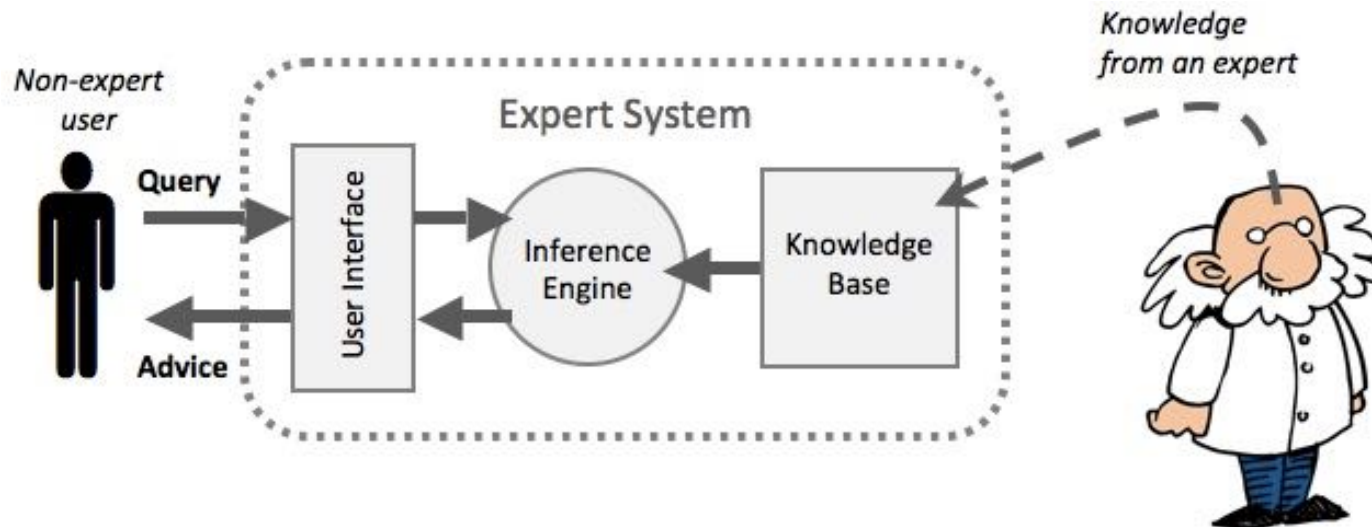 Non-expert
user
Query
Advice
Expert System
User Interface
Inference
Engine
Knowledge
Base
Knowledge
from an expert